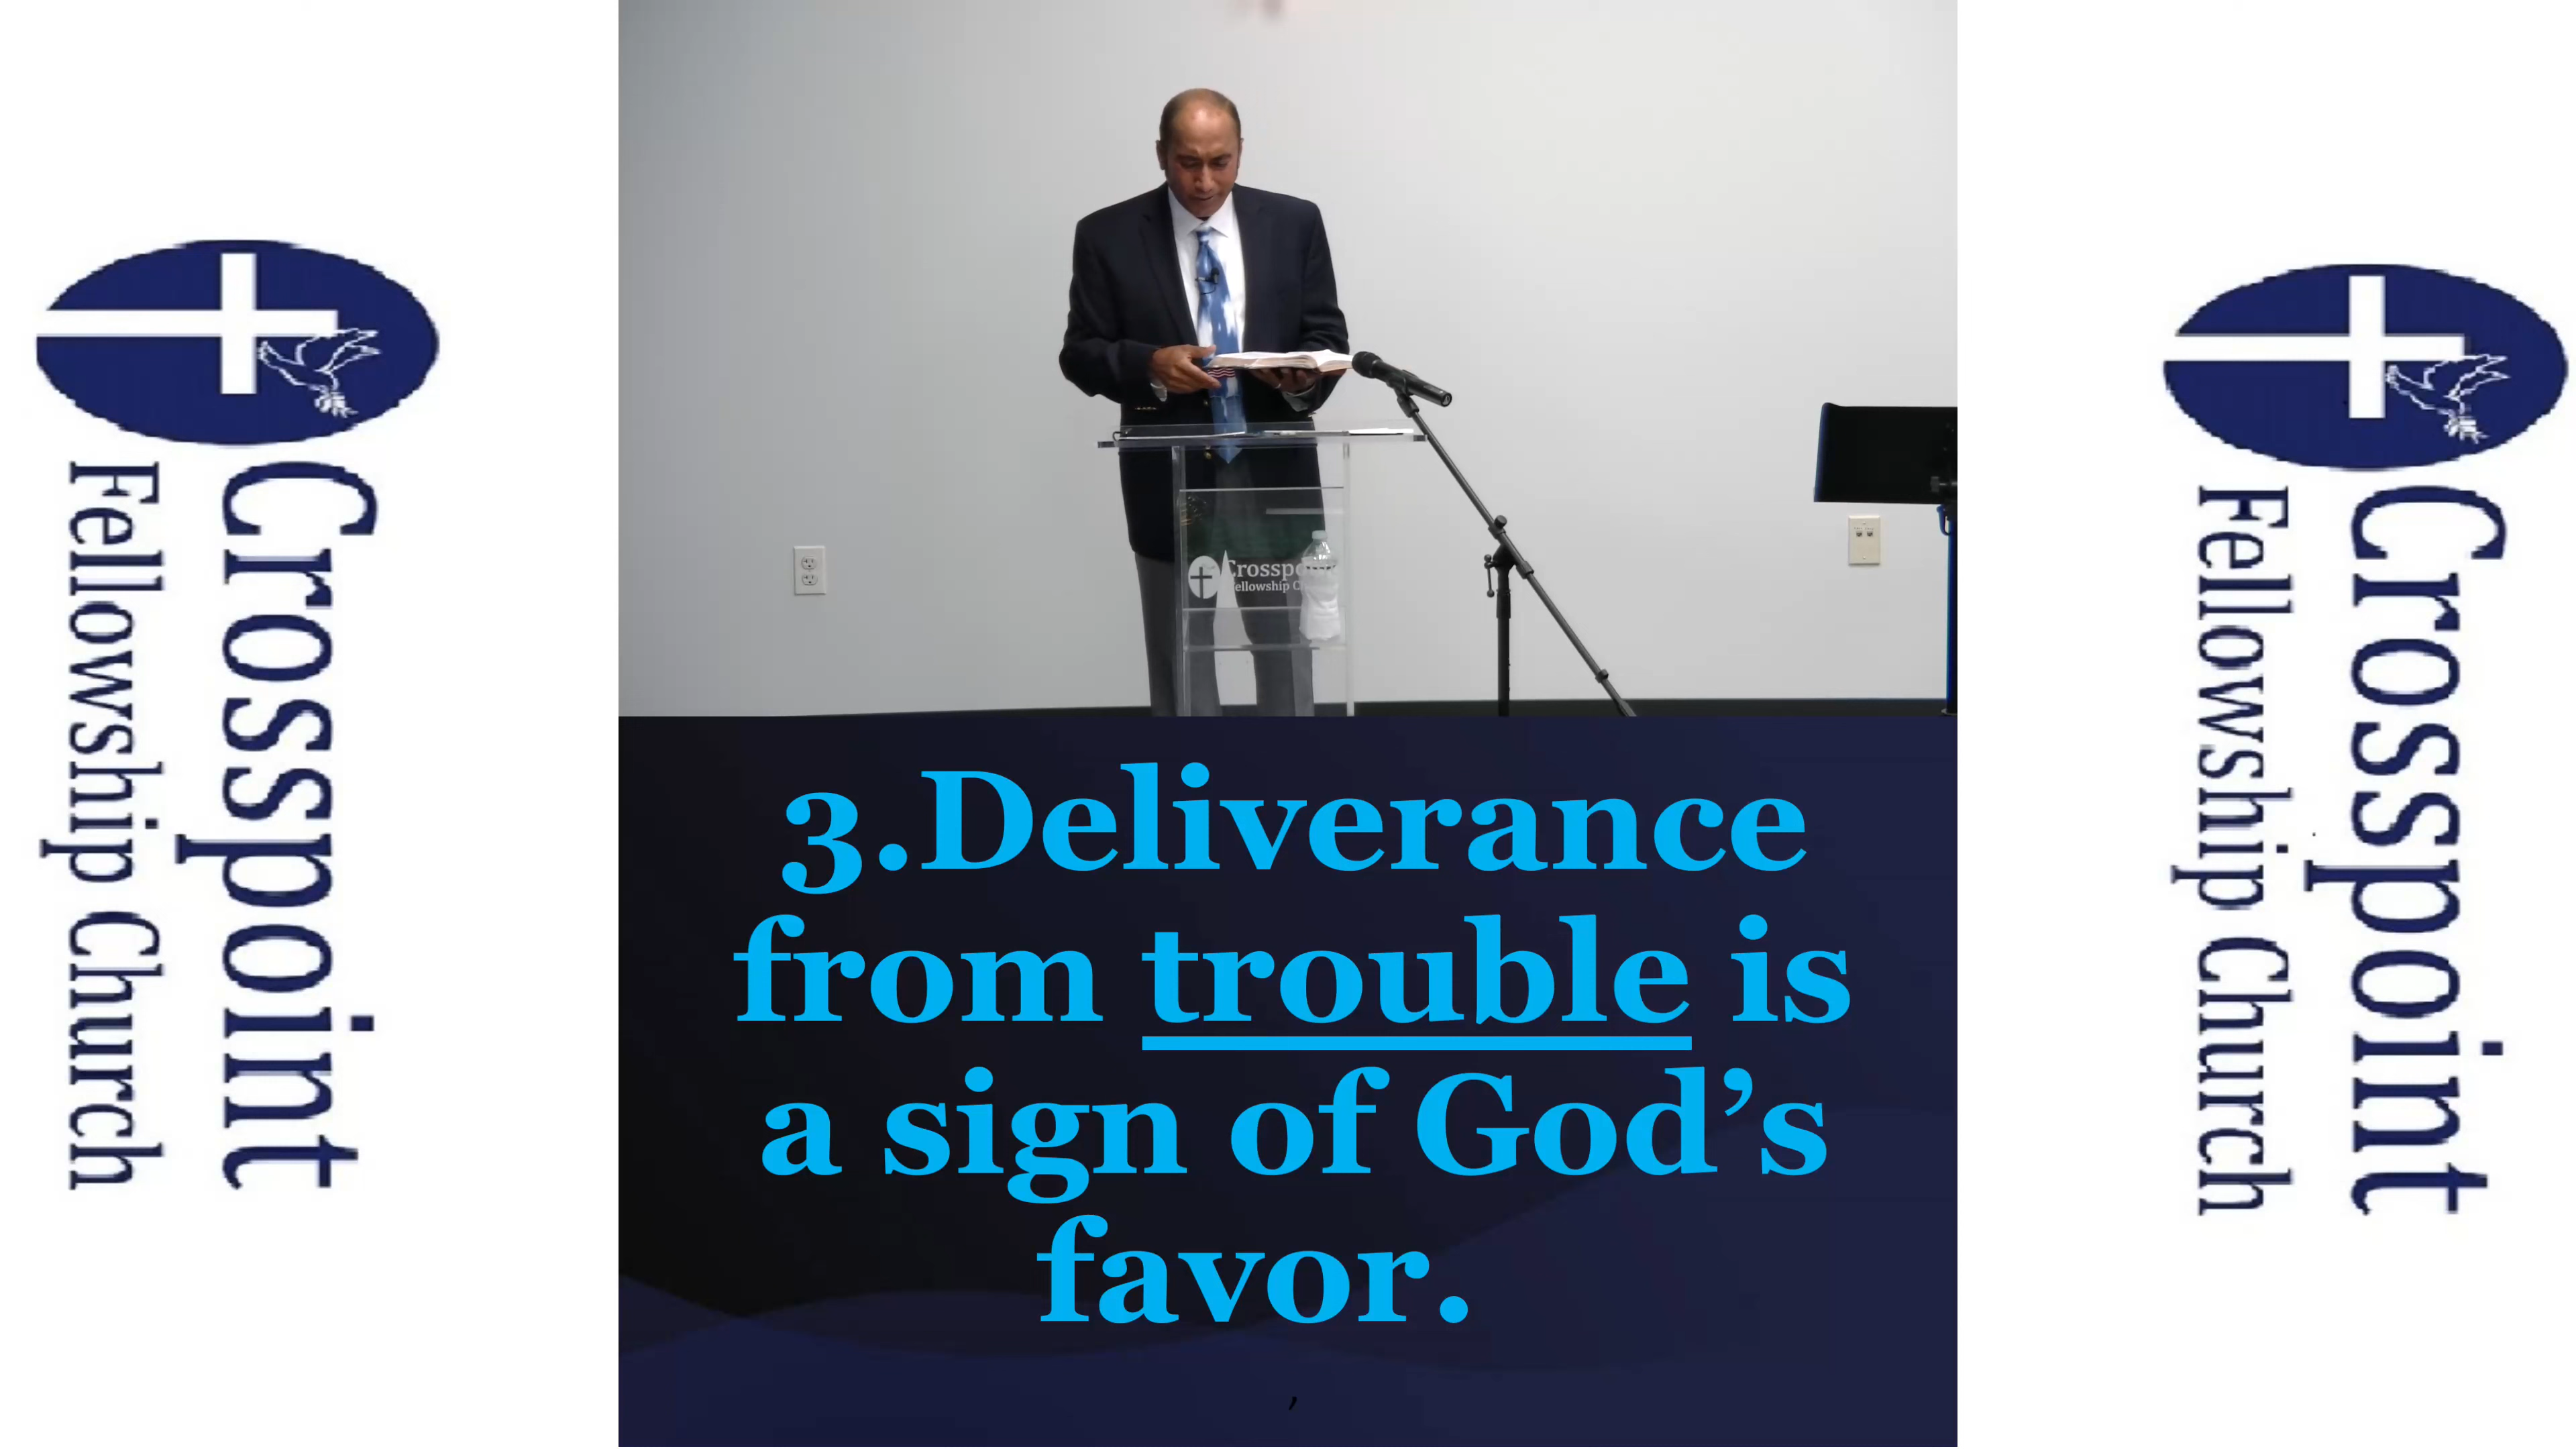 Crosspoint
Fellowship Church
3.Deliverance
from trouble is
a sign of God’s
favor.
,
Crosspoint
Fellowship Church